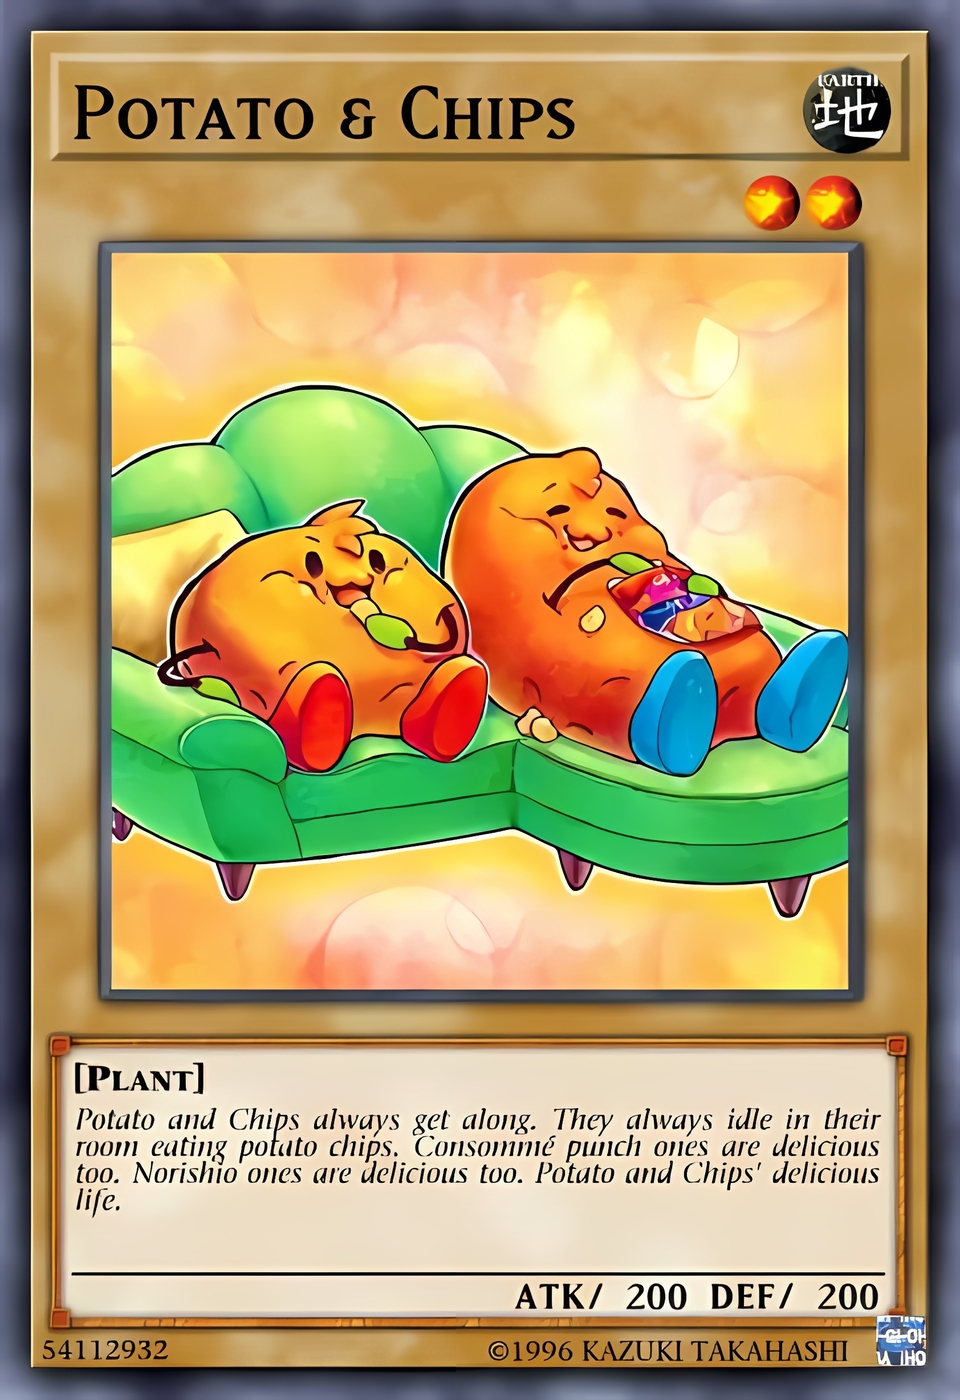 POTATO & CHIPS
EARTH
地
[PLANT]
Potato and Chips always get along. They always idle in their
room eating potato chips. Consommé punch ones are delicious
too. Norishio ones are delicious too. Potato and Chips' delicious
life.
ATK/ 200 DEF/ 200
54112932
©1996 KAZUKI TAKAHASHI